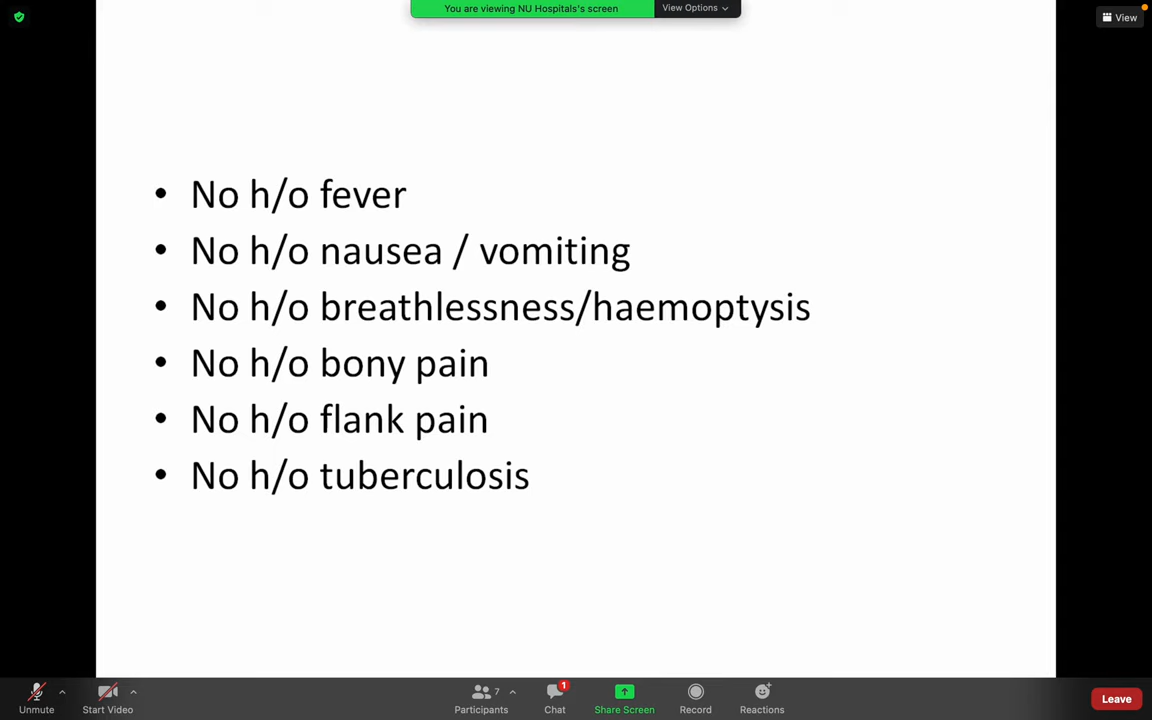 You are viewing NU Hospitals's screen
View Options
View
• No h/o fever
• No h/o nausea / vomiting
• No h/o breathlessness/haemoptysis
• No h/o bony pain
• No h/o flank pain
• No h/o tuberculosis
7
1
Unmute
Start Video
Participants
Chat
Share Screen
Record
Reactions
Leave